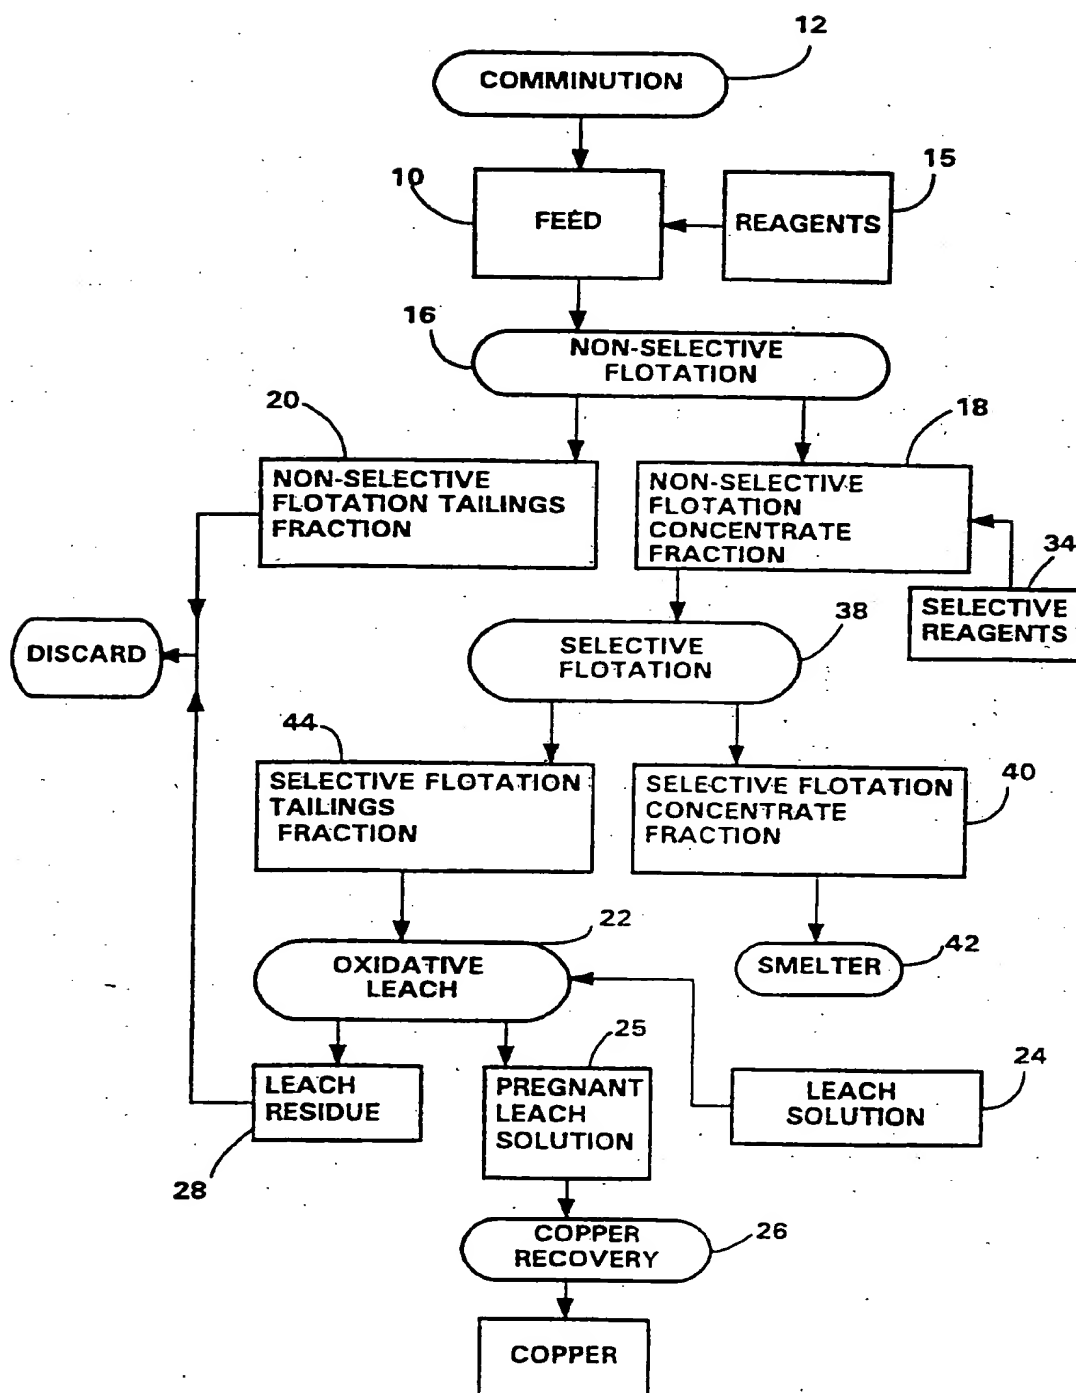 12
COMMINUTION
10
FEED
15
REAGENTS
16
NON-SELECTIVE
FLOTATION
20
NON-SELECTIVE
FLOTATION TAILINGS
FRACTION
18
NON-SELECTIVE
FLOTATION
CONCENTRATE
FRACTION
34
SELECTIVE
REAGENTS
DISCARD
SELECTIVE
FLOTATION
38
44
SELECTIVE FLOTATION
TAILINGS
FRACTION
SELECTIVE FLOTATION
CONCENTRATE
FRACTION
40
22
OXIDATIVE
LEACH
SMELTER
42
LEACH
RESIDUE
28
25
PREGNANT
LEACH
SOLUTION
LEACH
SOLUTION
24
COPPER
RECOVERY
26
COPPER